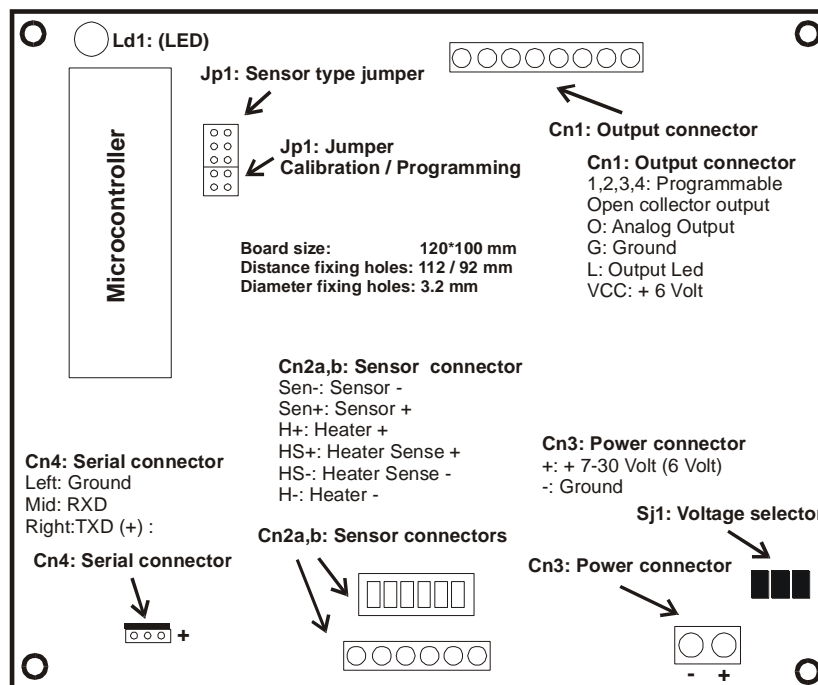 Ld1: (LED)
Jp1: Sensor type jumper
Jp1: Jumper
Calibration / Programming
Microcontroller
Cn1: Output connector
Cn1: Output connector
1,2,3,4: Programmable
Open collector output
O: Analog Output
G: Ground
L: Output Led
VCC: + 6 Volt
Board size: 120*100 mm
Distance fixing holes: 112 / 92 mm
Diameter fixing holes: 3.2 mm
Cn2a,b: Sensor connector
Sen-: Sensor -
Sen+: Sensor +
H+: Heater +
HS+: Heater Sense +
HS-: Heater Sense -
H-: Heater -
Cn2a,b: Sensor connectors
Cn4: Serial connector
Left: Ground
Mid: RXD
Right:TXD (+) :
Cn4: Serial connector
+
Cn3: Power connector
+: + 7-30 Volt (6 Volt)
-: Ground
Sj1: Voltage selector
Cn3: Power connector
- +